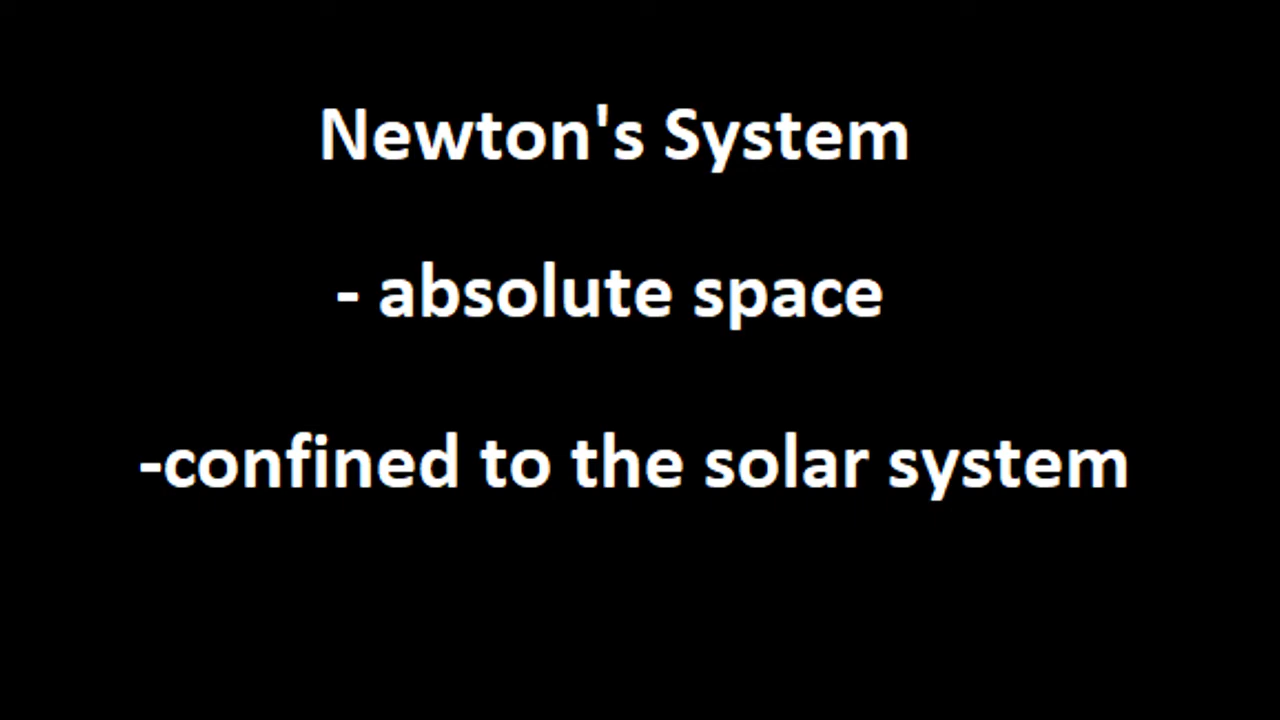 Newton's System
- absolute space
-confined to the solar system